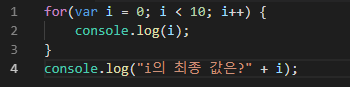 1 for(var i = 0; i < 10; i++) {
2     console.log(i);
3 }
4 console.log("i의 최종 값은?" + i);